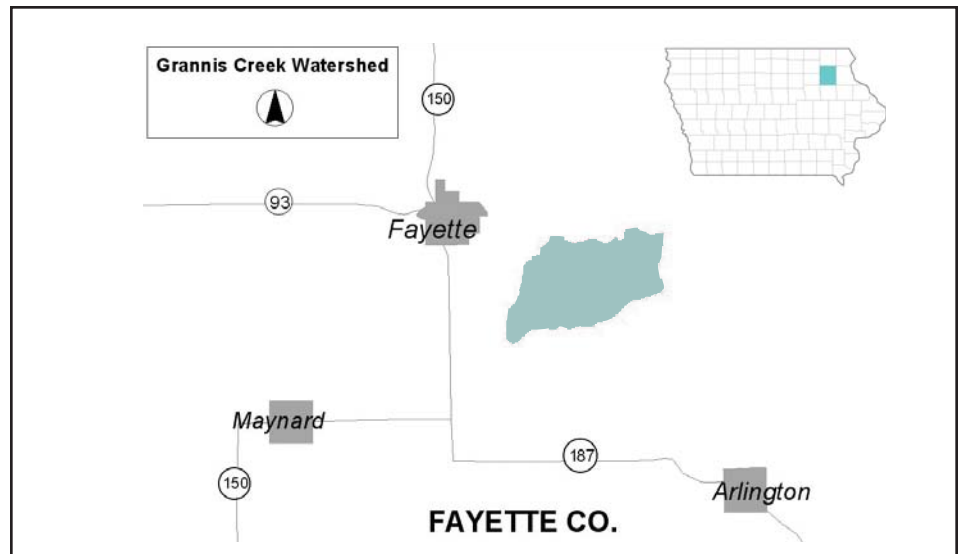 Grannis Creek Watershed
150
93
Fayette
Maynard
187
150
Arlington
FAYETTE CO.